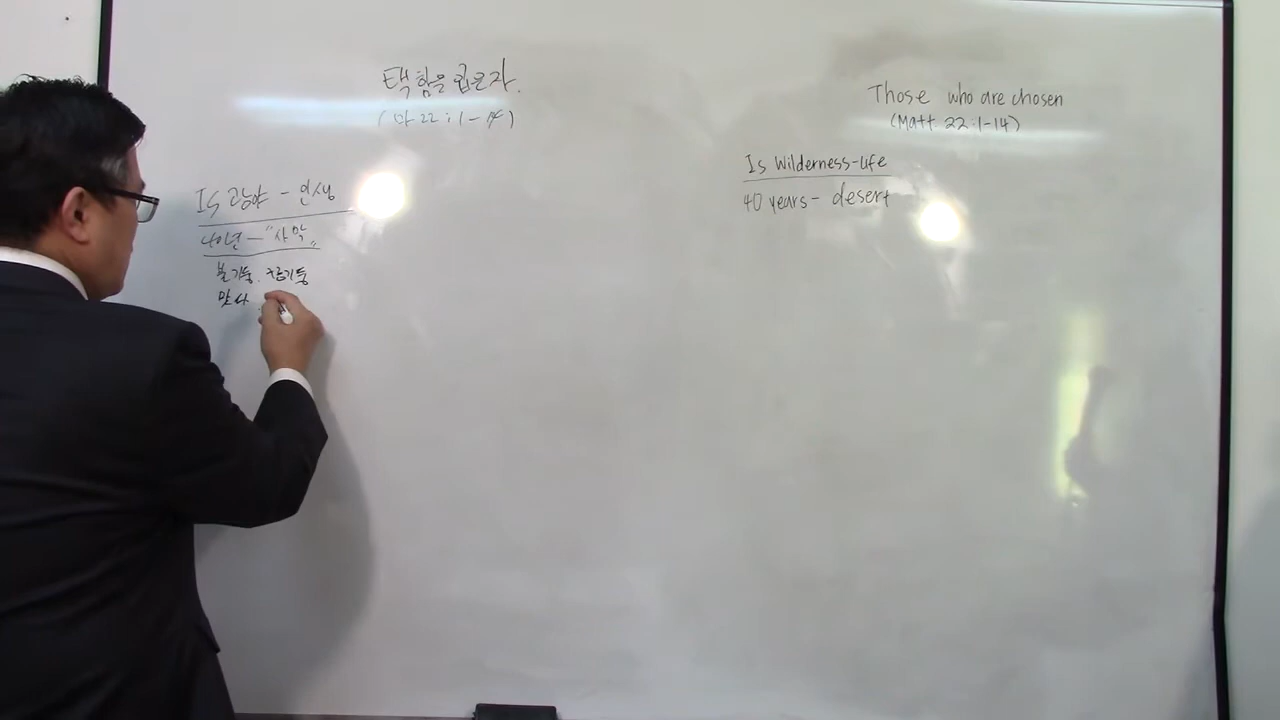 택함을 입은 자.
(마 22:1-14)
Is 광야 - 인생
40년 - "사막"
불기둥. 구름기둥
만나
Those who are chosen
(Matt 22:1-14)
Is Wilderness-Life
40 years- desert